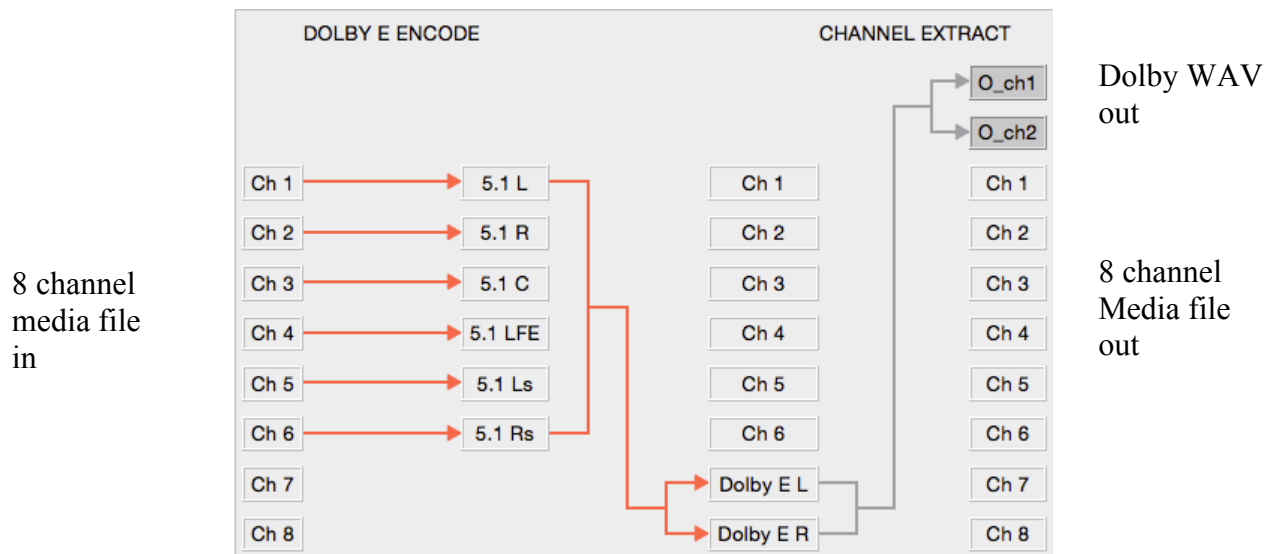 DOLBY E ENCODE CHANNEL EXTRACT
O_ch1 Dolby WAV
out
O_ch2
Ch 1 5.1 L Ch 1 Ch 1
Ch 2 5.1 R Ch 2 Ch 2
8 channel
media file
in
Ch 3 5.1 C Ch 3 Ch 3
8 channel
Media file
out
Ch 4 5.1 LFE Ch 4 Ch 4
Ch 5 5.1 Ls Ch 5 Ch 5
Ch 6 5.1 Rs Ch 6 Ch 6
Ch 7 Dolby E L Ch 7
Ch 8 Dolby E R Ch 8